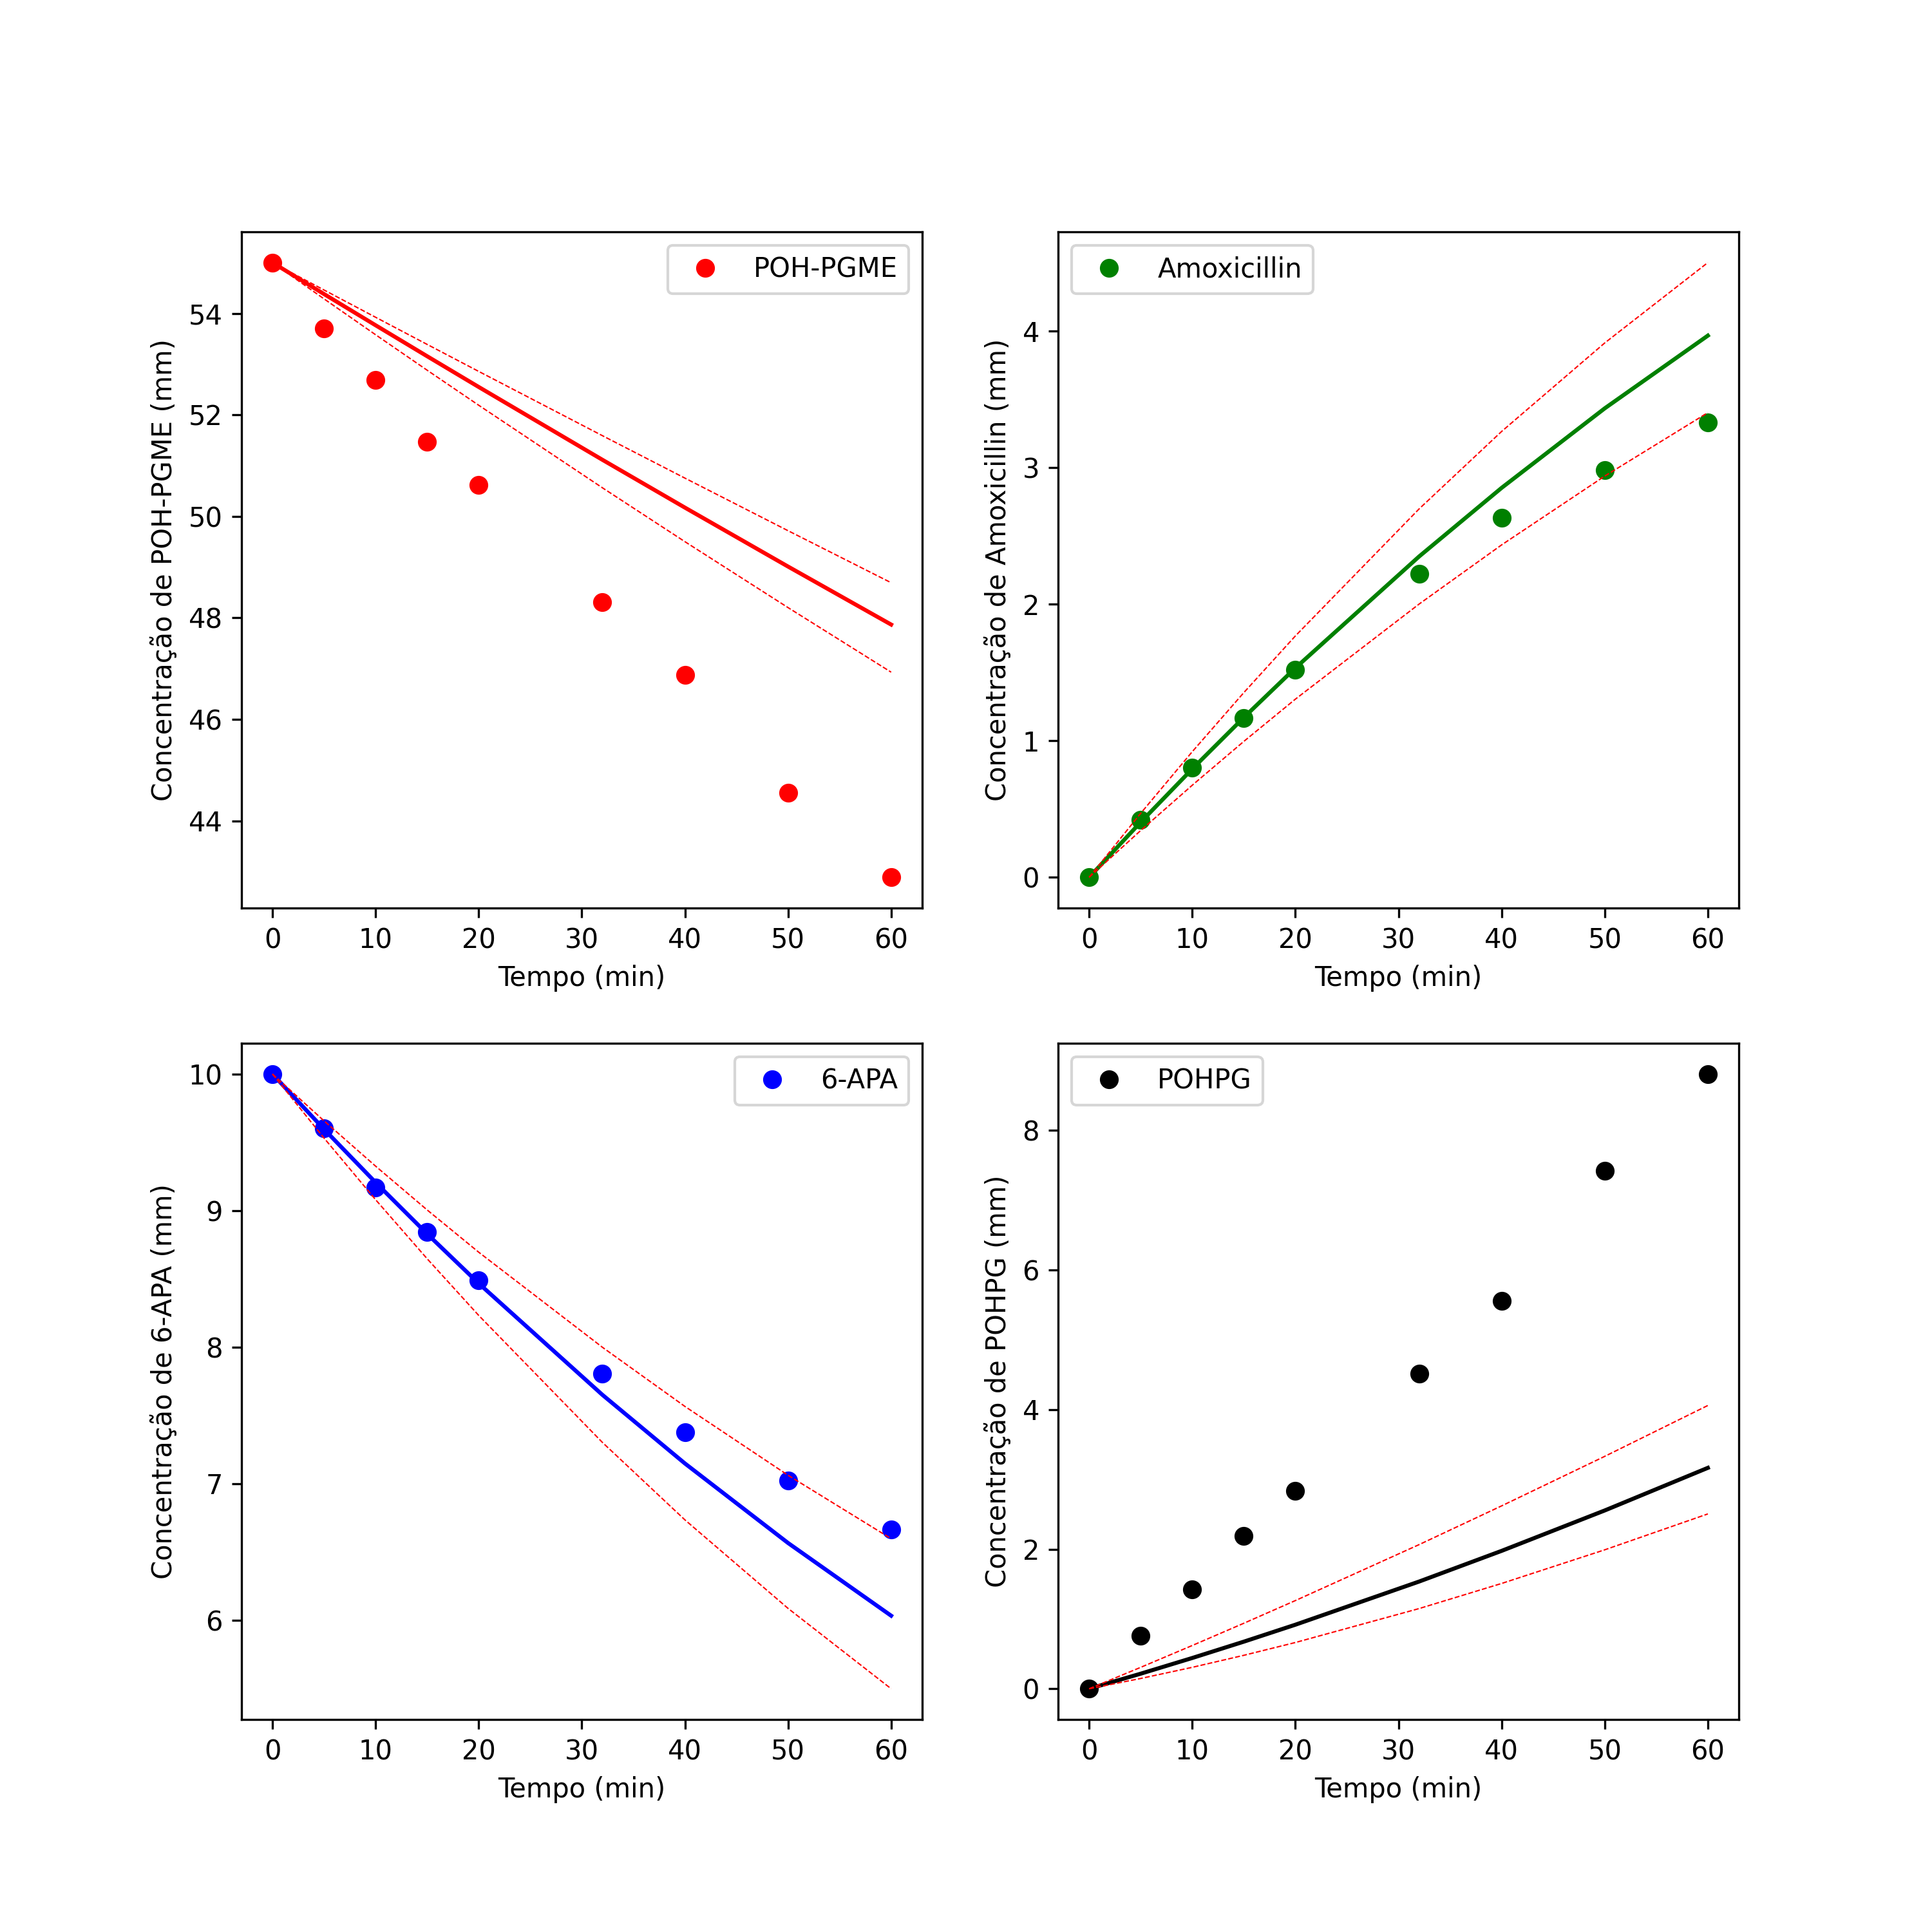 POH-PGME
Concentração de POH-PGME (mm)
54
52
50
48
46
44
0 10 20 30 40 50 60
Tempo (min)
Amoxicillin
Concentração de Amoxicillin (mm)
4
3
2
1
0
0 10 20 30 40 50 60
Tempo (min)
6-APA
Concentração de 6-APA (mm)
10
9
8
7
6
0 10 20 30 40 50 60
Tempo (min)
POHPG
Concentração de POHPG (mm)
8
6
4
2
0
0 10 20 30 40 50 60
Tempo (min)